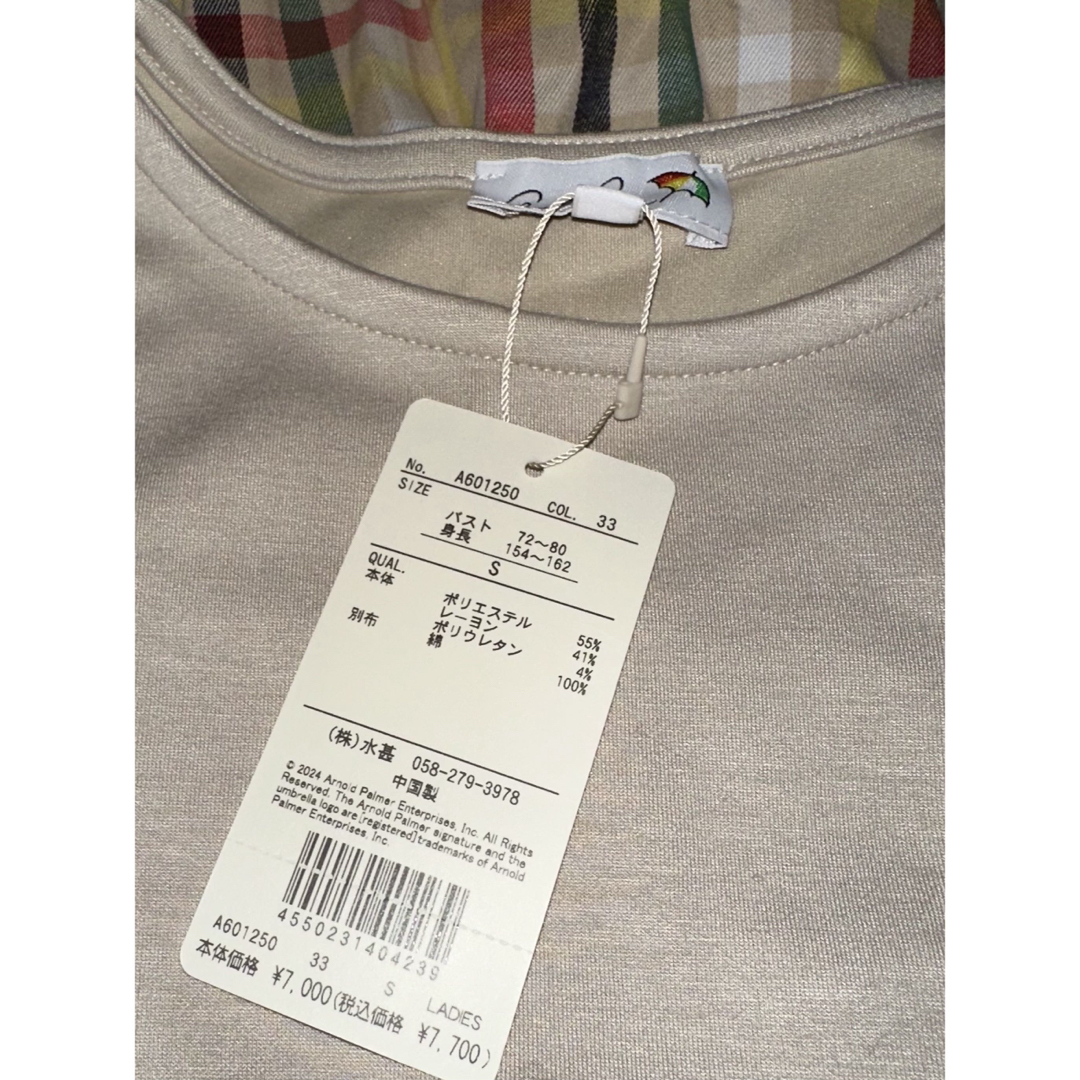 No. A601250 COL. 33
SIZE
バスト 72〜80
身長 154〜162
S
QUAL.
本体 ポリエステル 55%
レーヨン 41%
別布 ポリウレタン 4%
綿 100%
(株)水甚 058-279-3978
中国製
© 2024 Arnold Palmer Enterprises, Inc. All Rights
Reserved. The Arnold Palmer signature and the
umbrella logo are [registered] trademarks of Arnold
Palmer Enterprises, Inc.
4550231404239
A601250 33 S LADIES
本体価格 ¥7,000(税込価格 ¥7,700)